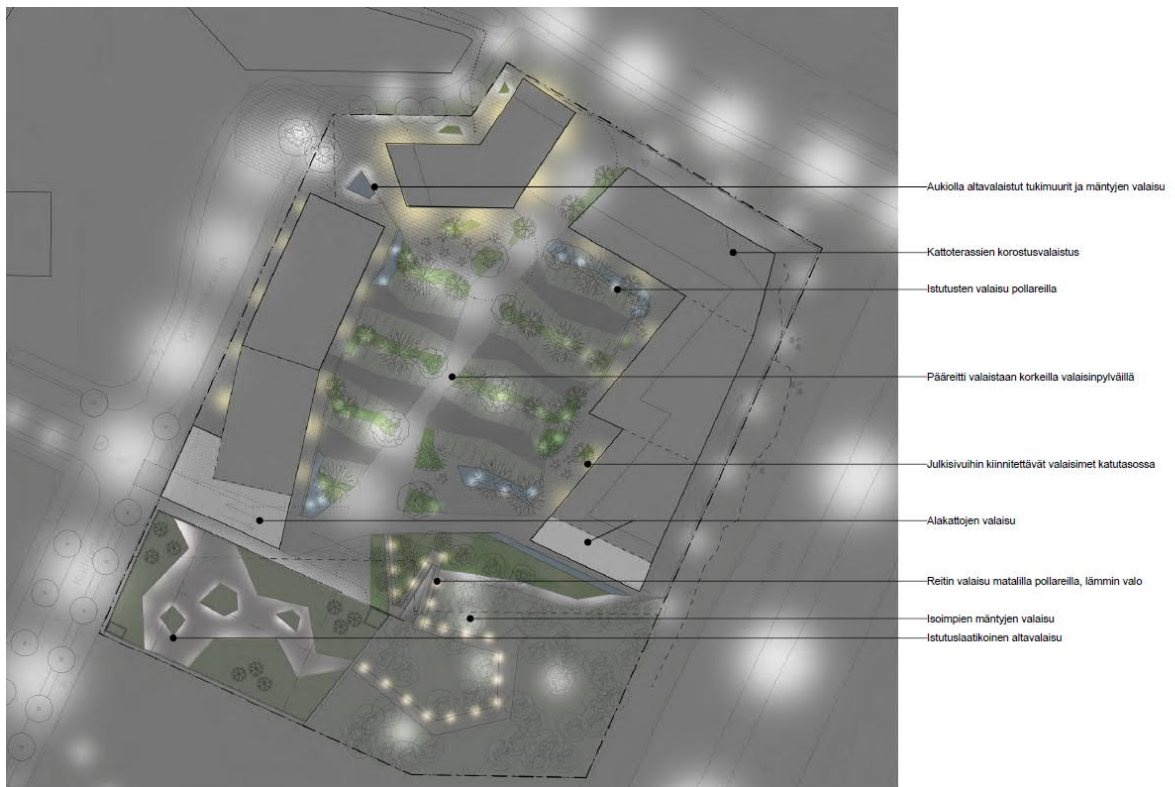 Aukiolla altavalaistut tukimuurit ja mäntyjen valaisu
Kattoterassien korostusvalaistus
Istutusten valaisu pollareilla
Pääreitti valaistaan korkeilla valaisinpylväillä
Julkisivuihin kiinnitettävät valaisimet katutasossa
Alakattojen valaisu
Reitin valaisu matalilla pollareilla, lämmin valo
Isoimpien mäntyjen valaisu
Istutuslaatikoinen altavalaisu